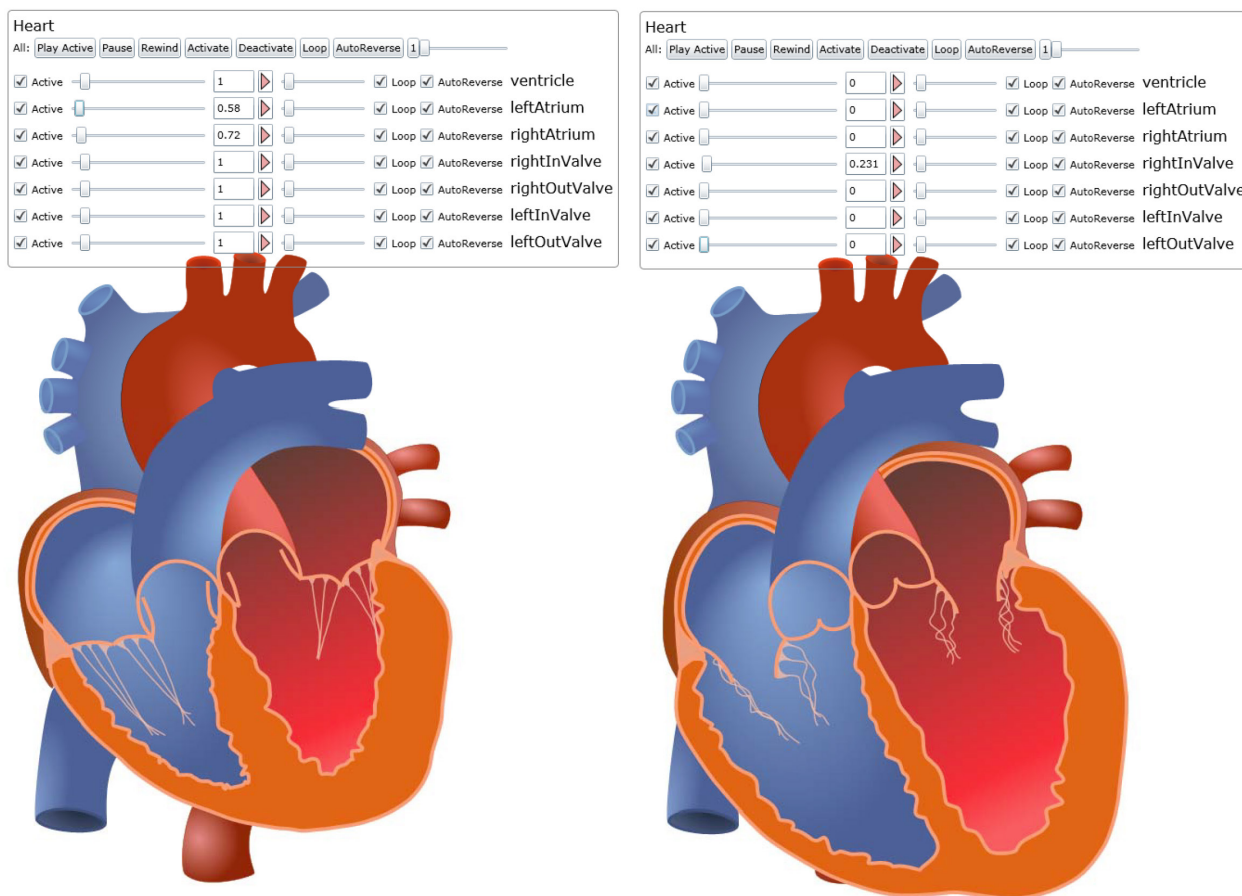 Heart
All: Play Active Pause Rewind Activate Deactivate Loop AutoReverse 1
Active 1 Loop AutoReverse ventricle
Active 0.58 Loop AutoReverse leftAtrium
Active 0.72 Loop AutoReverse rightAtrium
Active 1 Loop AutoReverse rightInValve
Active 1 Loop AutoReverse rightOutValve
Active 1 Loop AutoReverse leftInValve
Active 1 Loop AutoReverse leftOutValve
Heart
All: Play Active Pause Rewind Activate Deactivate Loop AutoReverse 1
Active 0 Loop AutoReverse ventricle
Active 0 Loop AutoReverse leftAtrium
Active 0 Loop AutoReverse rightAtrium
Active 0.231 Loop AutoReverse rightInValve
Active 0 Loop AutoReverse rightOutValve
Active 0 Loop AutoReverse leftInValve
Active 0 Loop AutoReverse leftOutValve